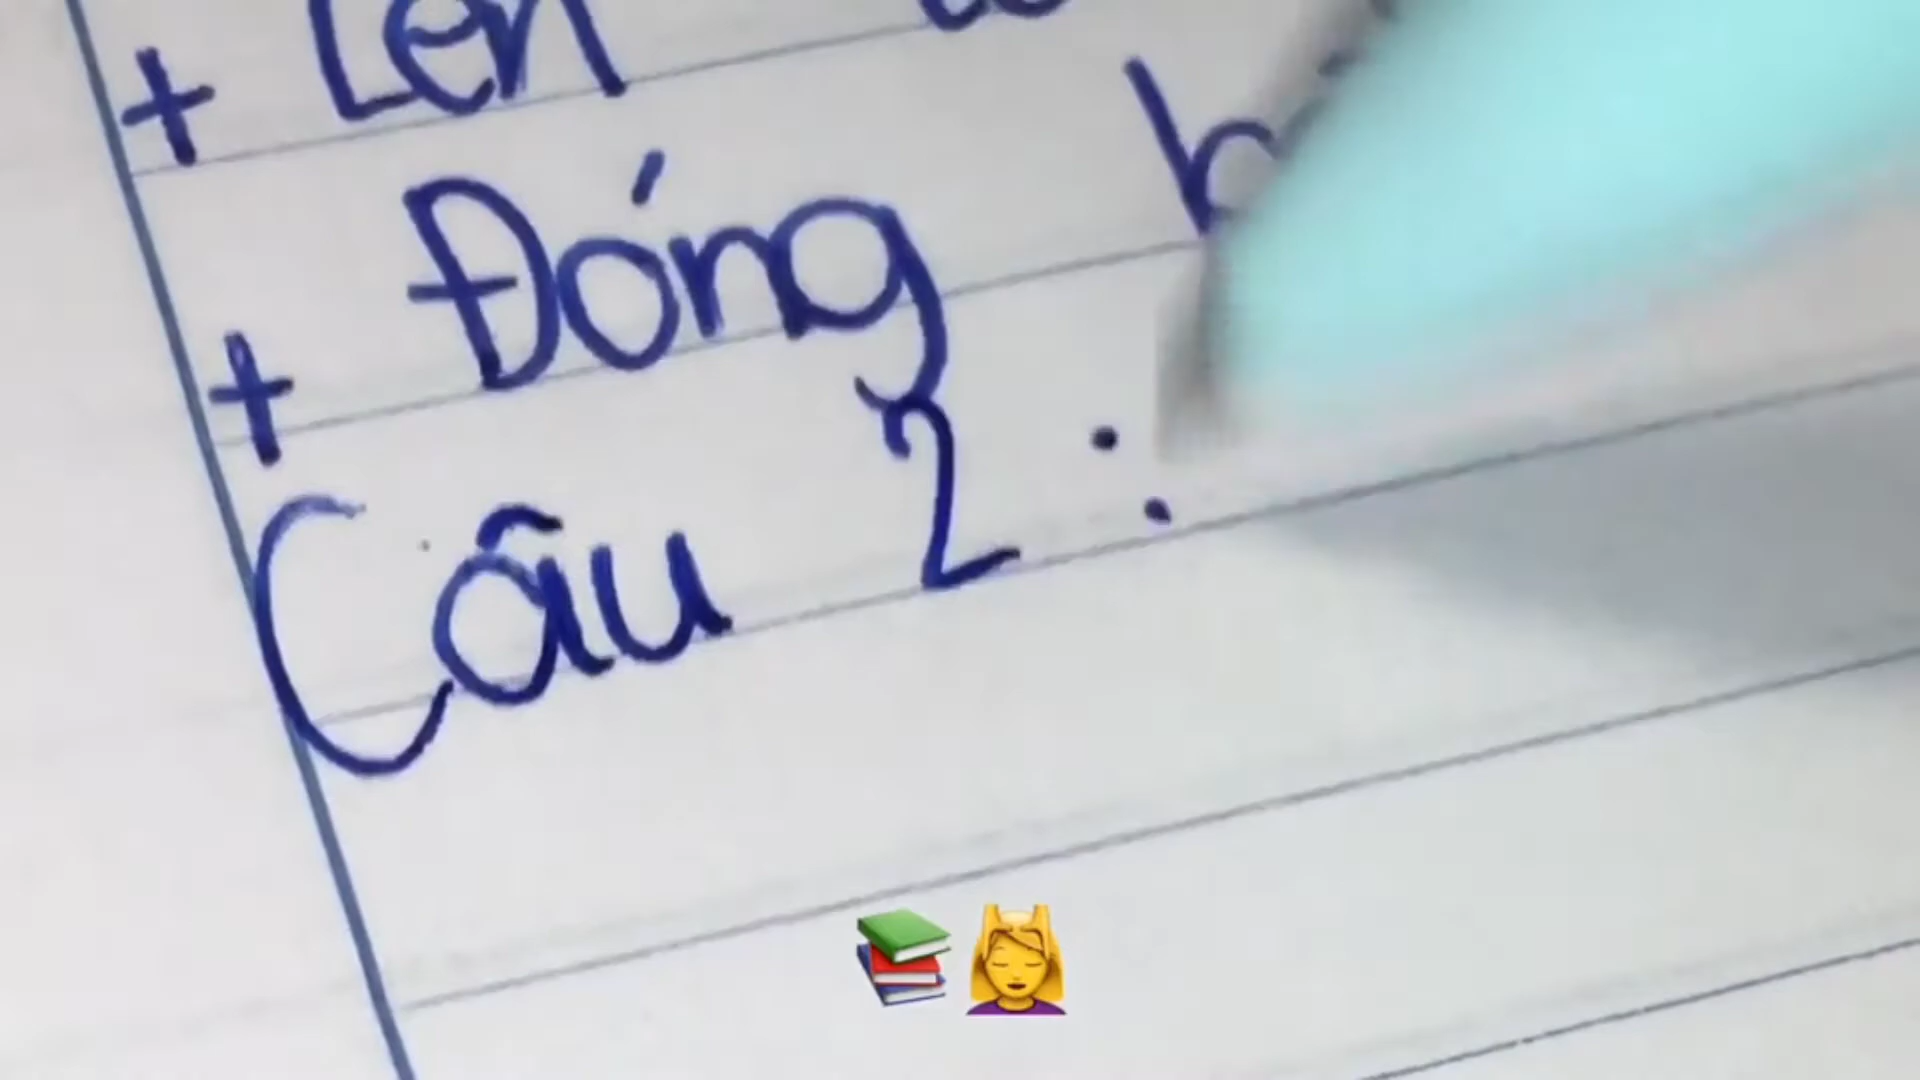 + Lên
+ Đóng
Câu 2: